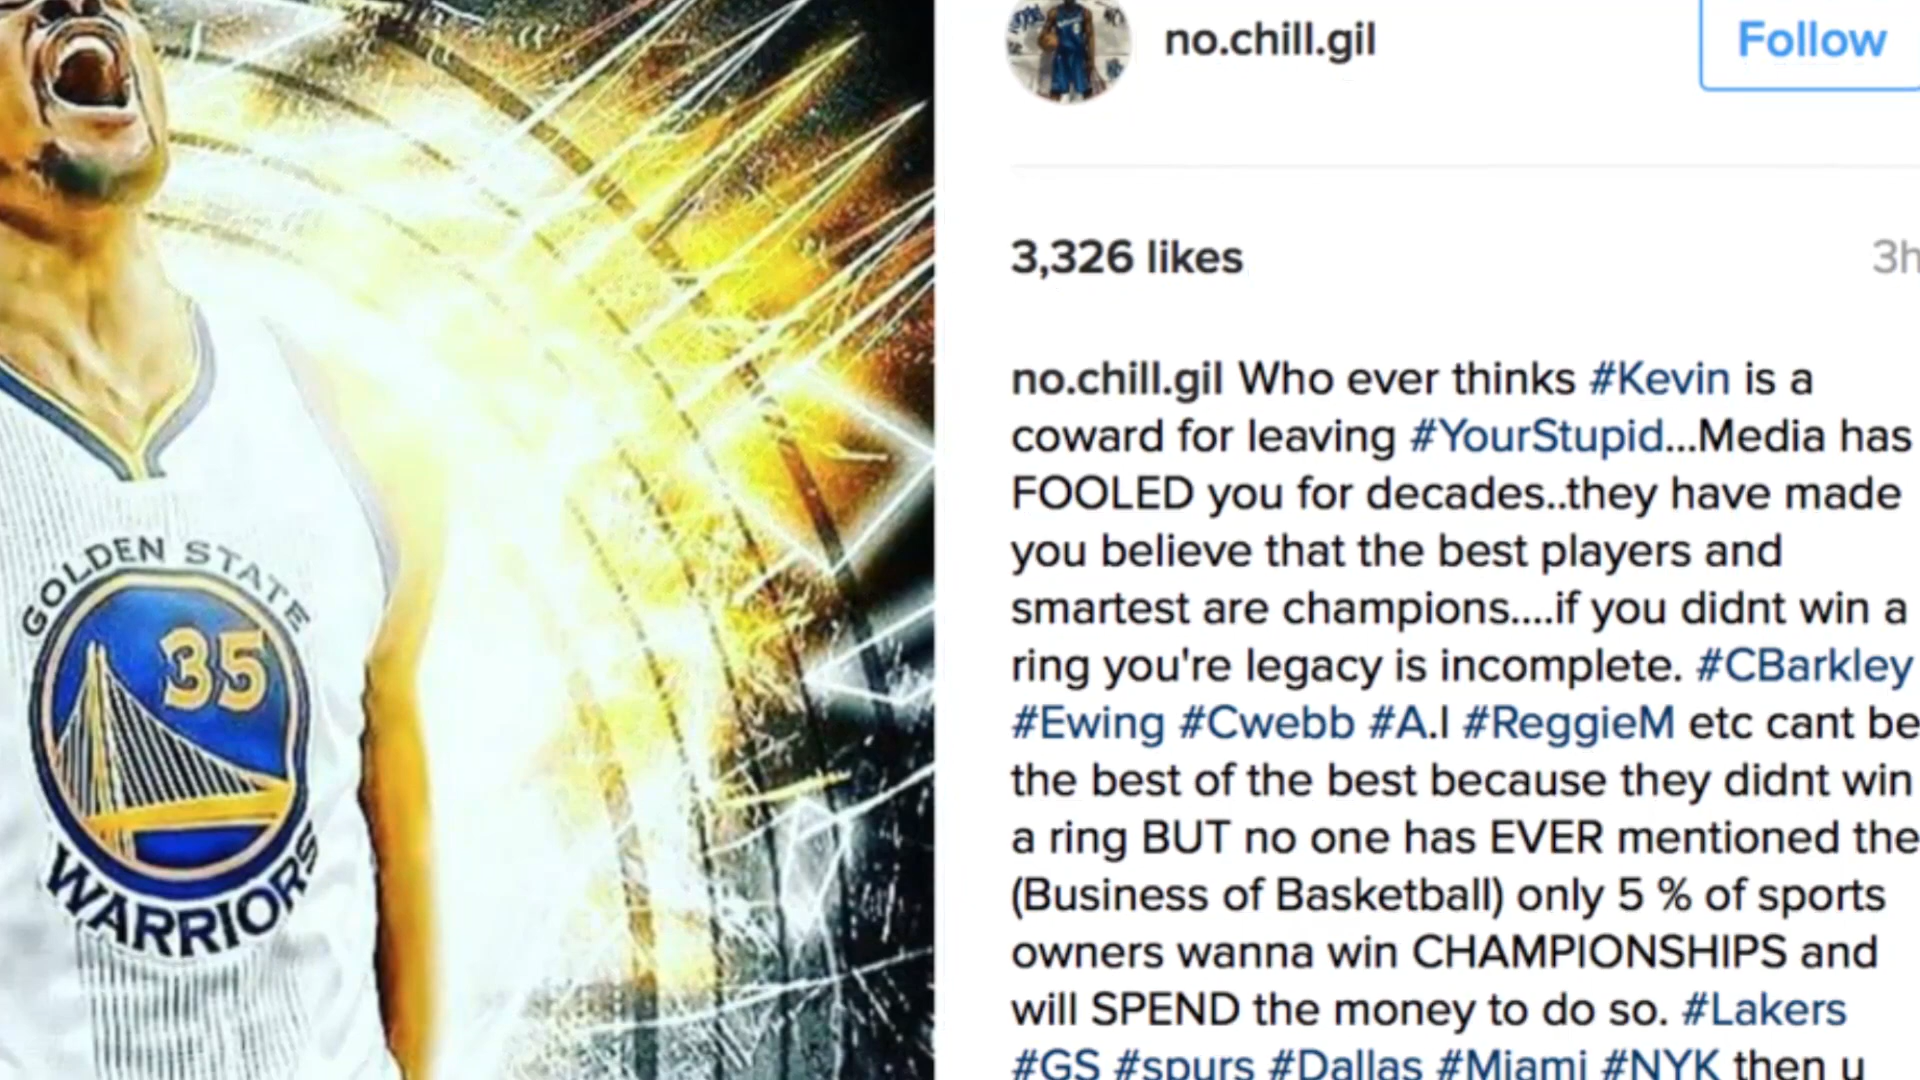 GOLDEN STATE
35
WARRIORS
no.chill.gil
Follow
3,326 likes
3h
no.chill.gil Who ever thinks #Kevin is a
coward for leaving #YourStupid...Media has
FOOLED you for decades..they have made
you believe that the best players and
smartest are champions....if you didnt win a
ring you're legacy is incomplete. #CBarkley
#Ewing #Cwebb #A.I #ReggieM etc cant be
the best of the best because they didnt win
a ring BUT no one has EVER mentioned the
(Business of Basketball) only 5 % of sports
owners wanna win CHAMPIONSHIPS and
will SPEND the money to do so. #Lakers
#GS #spurs #Dallas #Miami #NYK then u